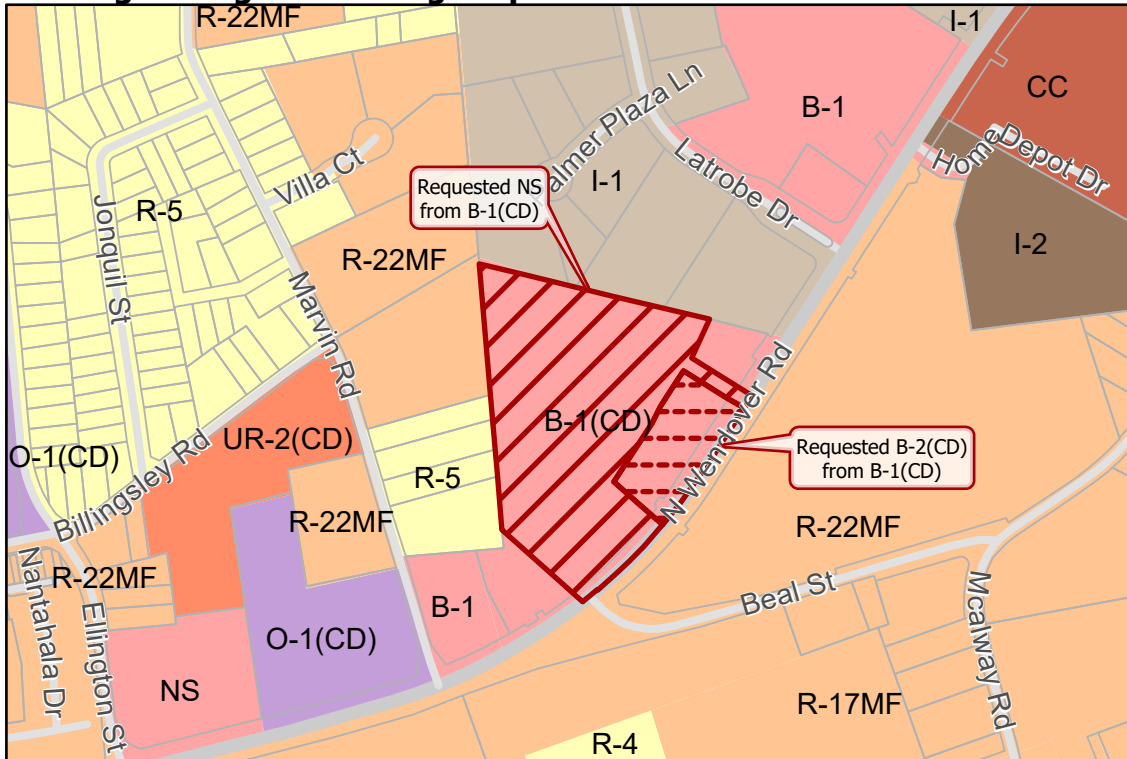 R-22MF
I-1
CC
B-1
Palmer Plaza Ln
Home Depot Dr
Villa Ct
Latrobe Dr
I-1
Requested NS
from B-1(CD)
R-5
Jonquil St
I-2
R-22MF
Marvin Rd
N Wendover Rd
B-1(CD)
UR-2(CD)
Requested B-2(CD)
from B-1(CD)
O-1(CD)
Billingsley Rd
R-5
R-22MF
R-22MF
R-22MF
Nantahala Dr
Ellington St
Beal St
Mcalway Rd
B-1
O-1(CD)
NS
R-17MF
R-4